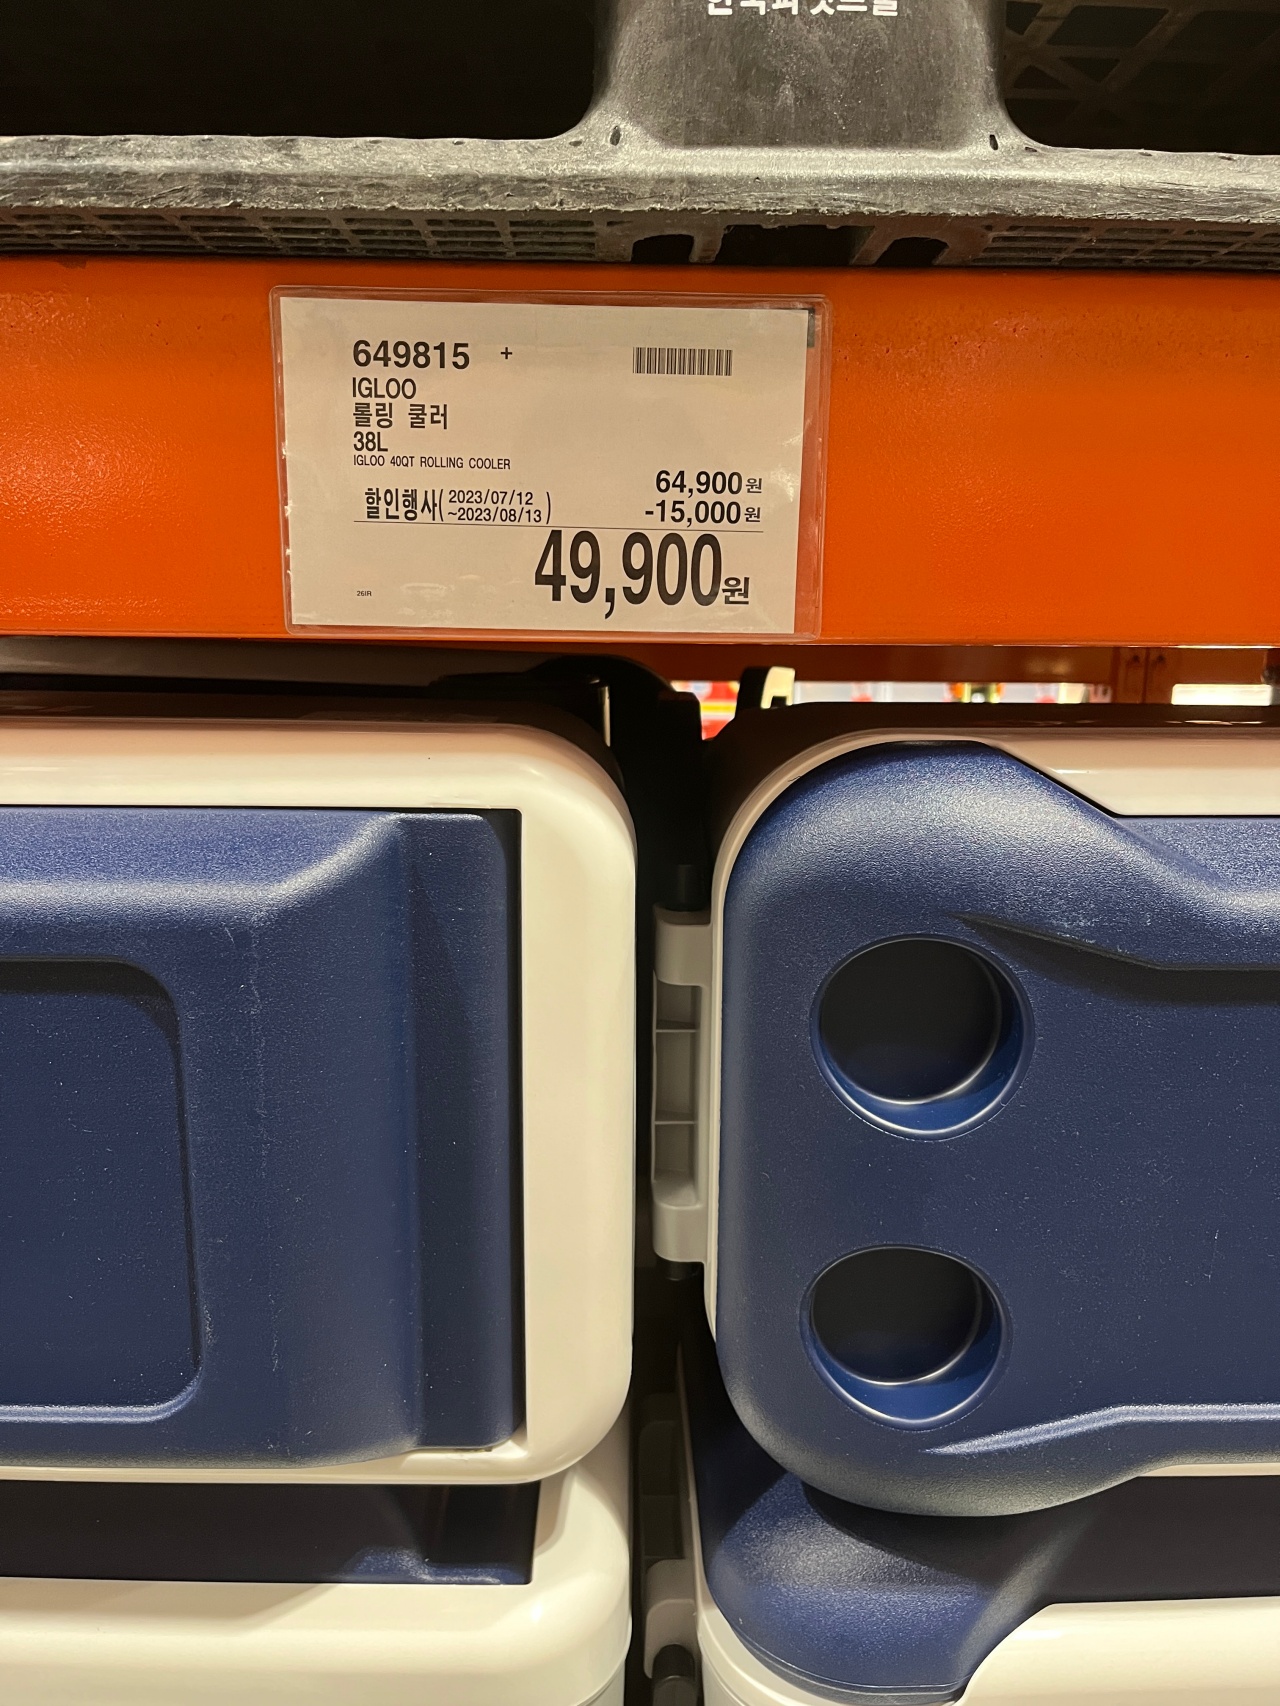 649815 +
IGLOO
롤링 쿨러
38L
IGLOO 40QT ROLLING COOLER
64,900원
할인행사( 2023/07/12 ~2023/08/13 )
-15,000원
49,900원
26IR